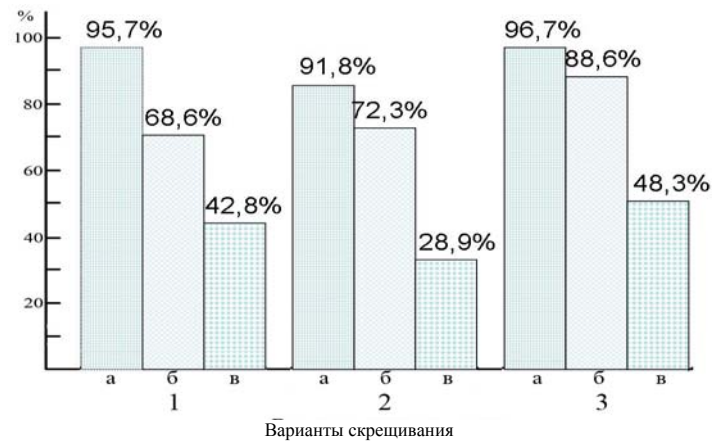 %
95,7% 96,7%
100 91,8% 88,6%
80 72,3%
68,6%
60 48,3%
42,8%
40 28,9%
20
а б в а б в а б в
1 2 3
Варианты скрещивания